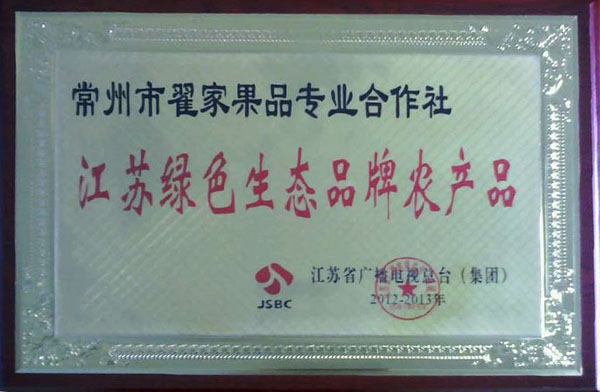 常州市翟家果品专业合作社
江苏绿色生态品牌农产品
JSBC
江苏省广播电视总台（集团）
2012-2013年